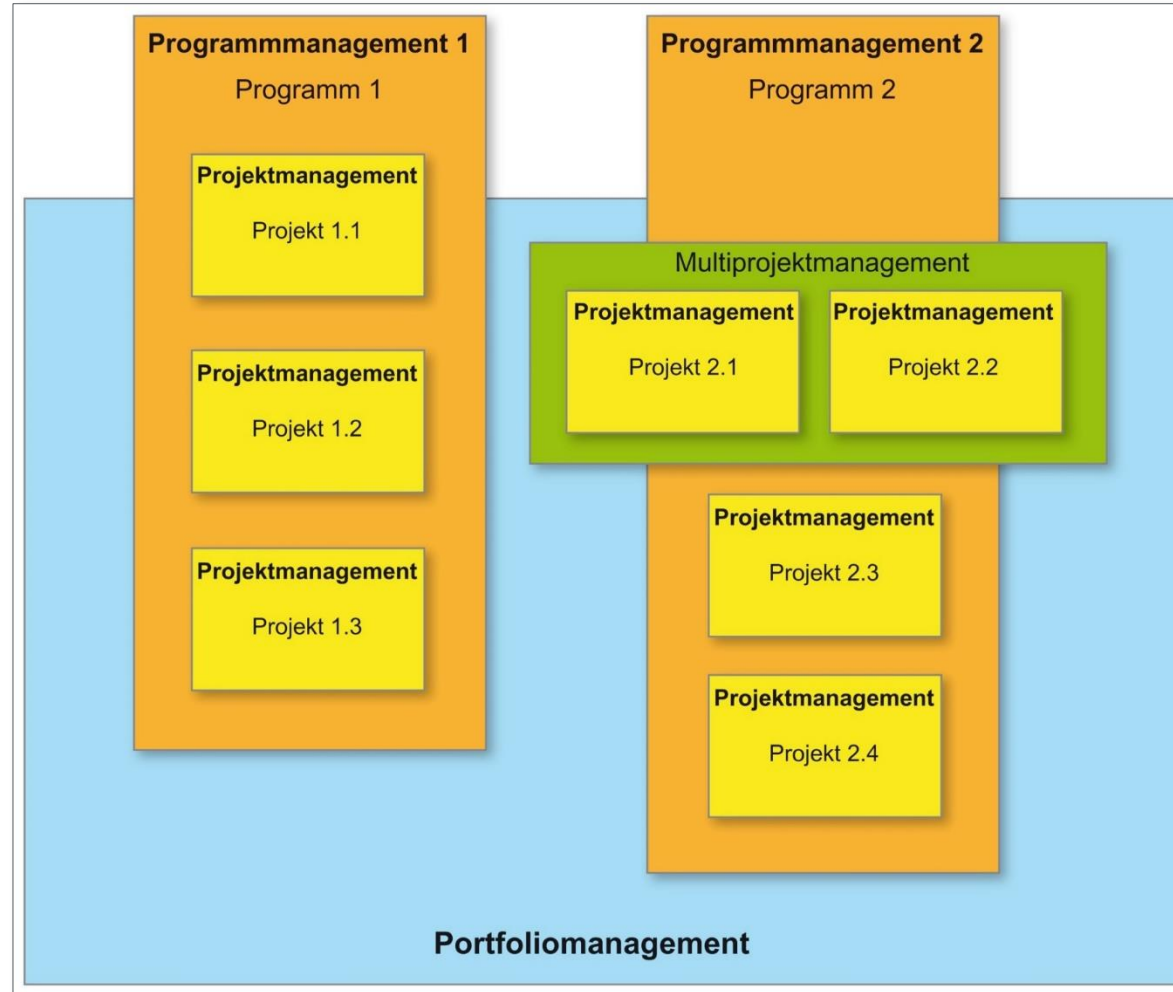 Programmmanagement 1
Programm 1
Projektmanagement
Projekt 1.1
Projektmanagement
Projekt 1.2
Projektmanagement
Projekt 1.3
Programmmanagement 2
Programm 2
Multiprojektmanagement
Projektmanagement
Projekt 2.1
Projektmanagement
Projekt 2.2
Projektmanagement
Projekt 2.3
Projektmanagement
Projekt 2.4
Portfoliomanagement